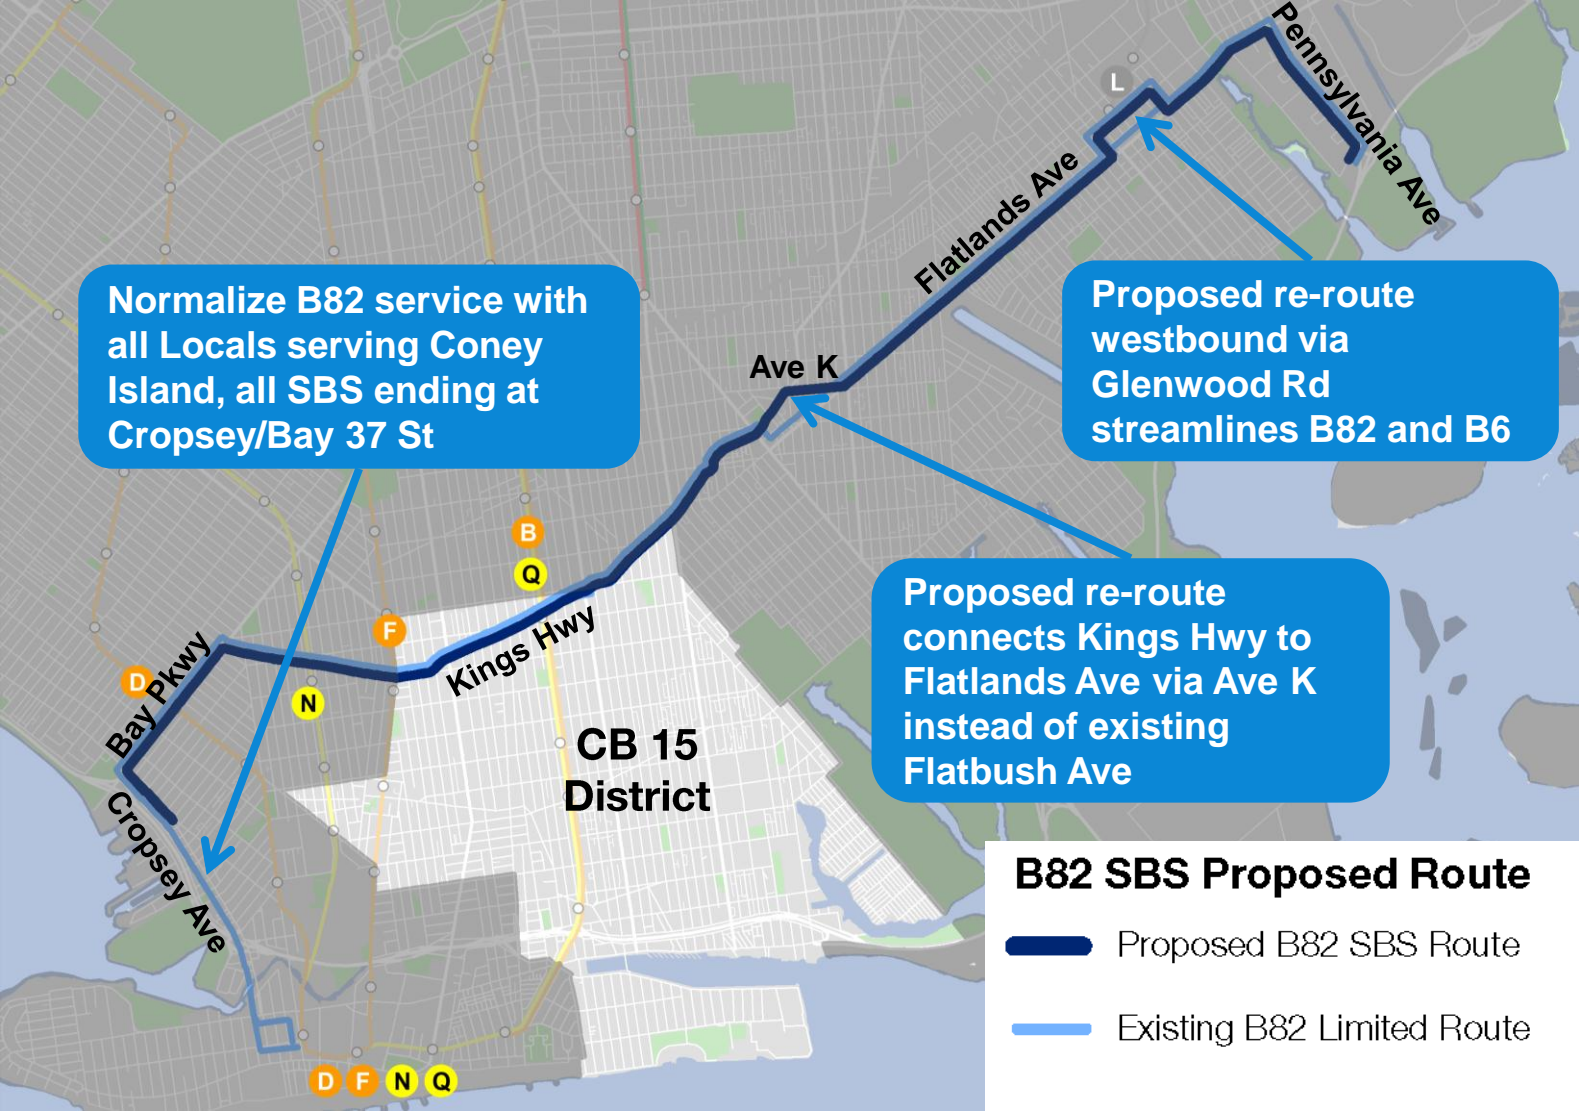 Pennsylvania Ave
L
Flatlands Ave
Normalize B82 service with
all Locals serving Coney
Island, all SBS ending at
Cropsey/Bay 37 St
Proposed re-route
westbound via
Glenwood Rd
streamlines B82 and B6
Ave K
B
Q
F
Kings Hwy
D
Bay Pkwy
N
Proposed re-route
connects Kings Hwy to
Flatlands Ave via Ave K
instead of existing
Flatbush Ave
CB 15
District
Cropsey Ave
B82 SBS Proposed Route
Proposed B82 SBS Route
Existing B82 Limited Route
D F N Q